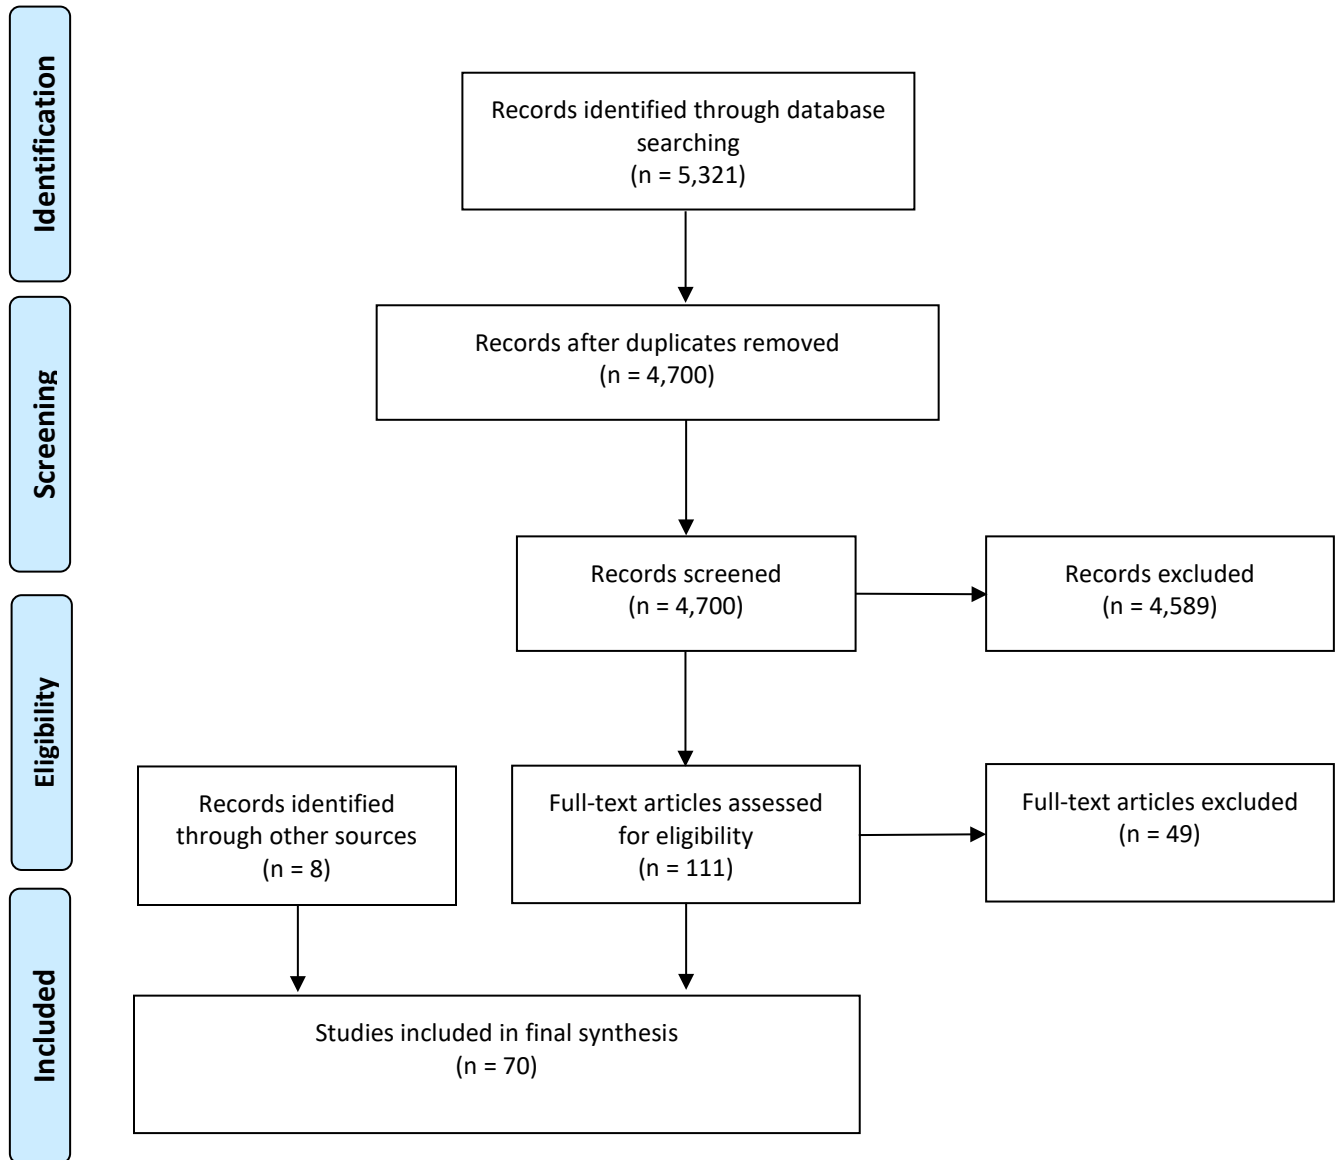 Identification
Records identified through database
searching
(n = 5,321)
Screening
Records after duplicates removed
(n = 4,700)
Records screened
(n = 4,700)
Records excluded
(n = 4,589)
Eligibility
Records identified
through other sources
(n = 8)
Full-text articles assessed
for eligibility
(n = 111)
Full-text articles excluded
(n = 49)
Included
Studies included in final synthesis
(n = 70)